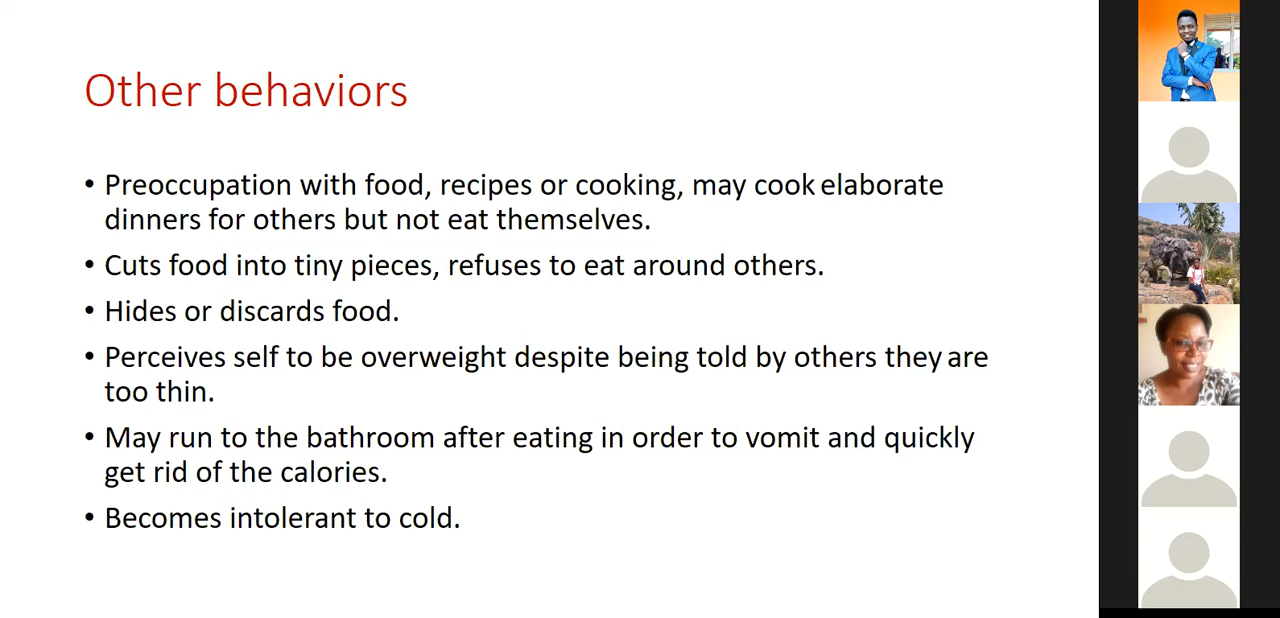 Other behaviors
• Preoccupation with food, recipes or cooking, may cook elaborate
dinners for others but not eat themselves.
• Cuts food into tiny pieces, refuses to eat around others.
• Hides or discards food.
• Perceives self to be overweight despite being told by others they are
too thin.
• May run to the bathroom after eating in order to vomit and quickly
get rid of the calories.
• Becomes intolerant to cold.